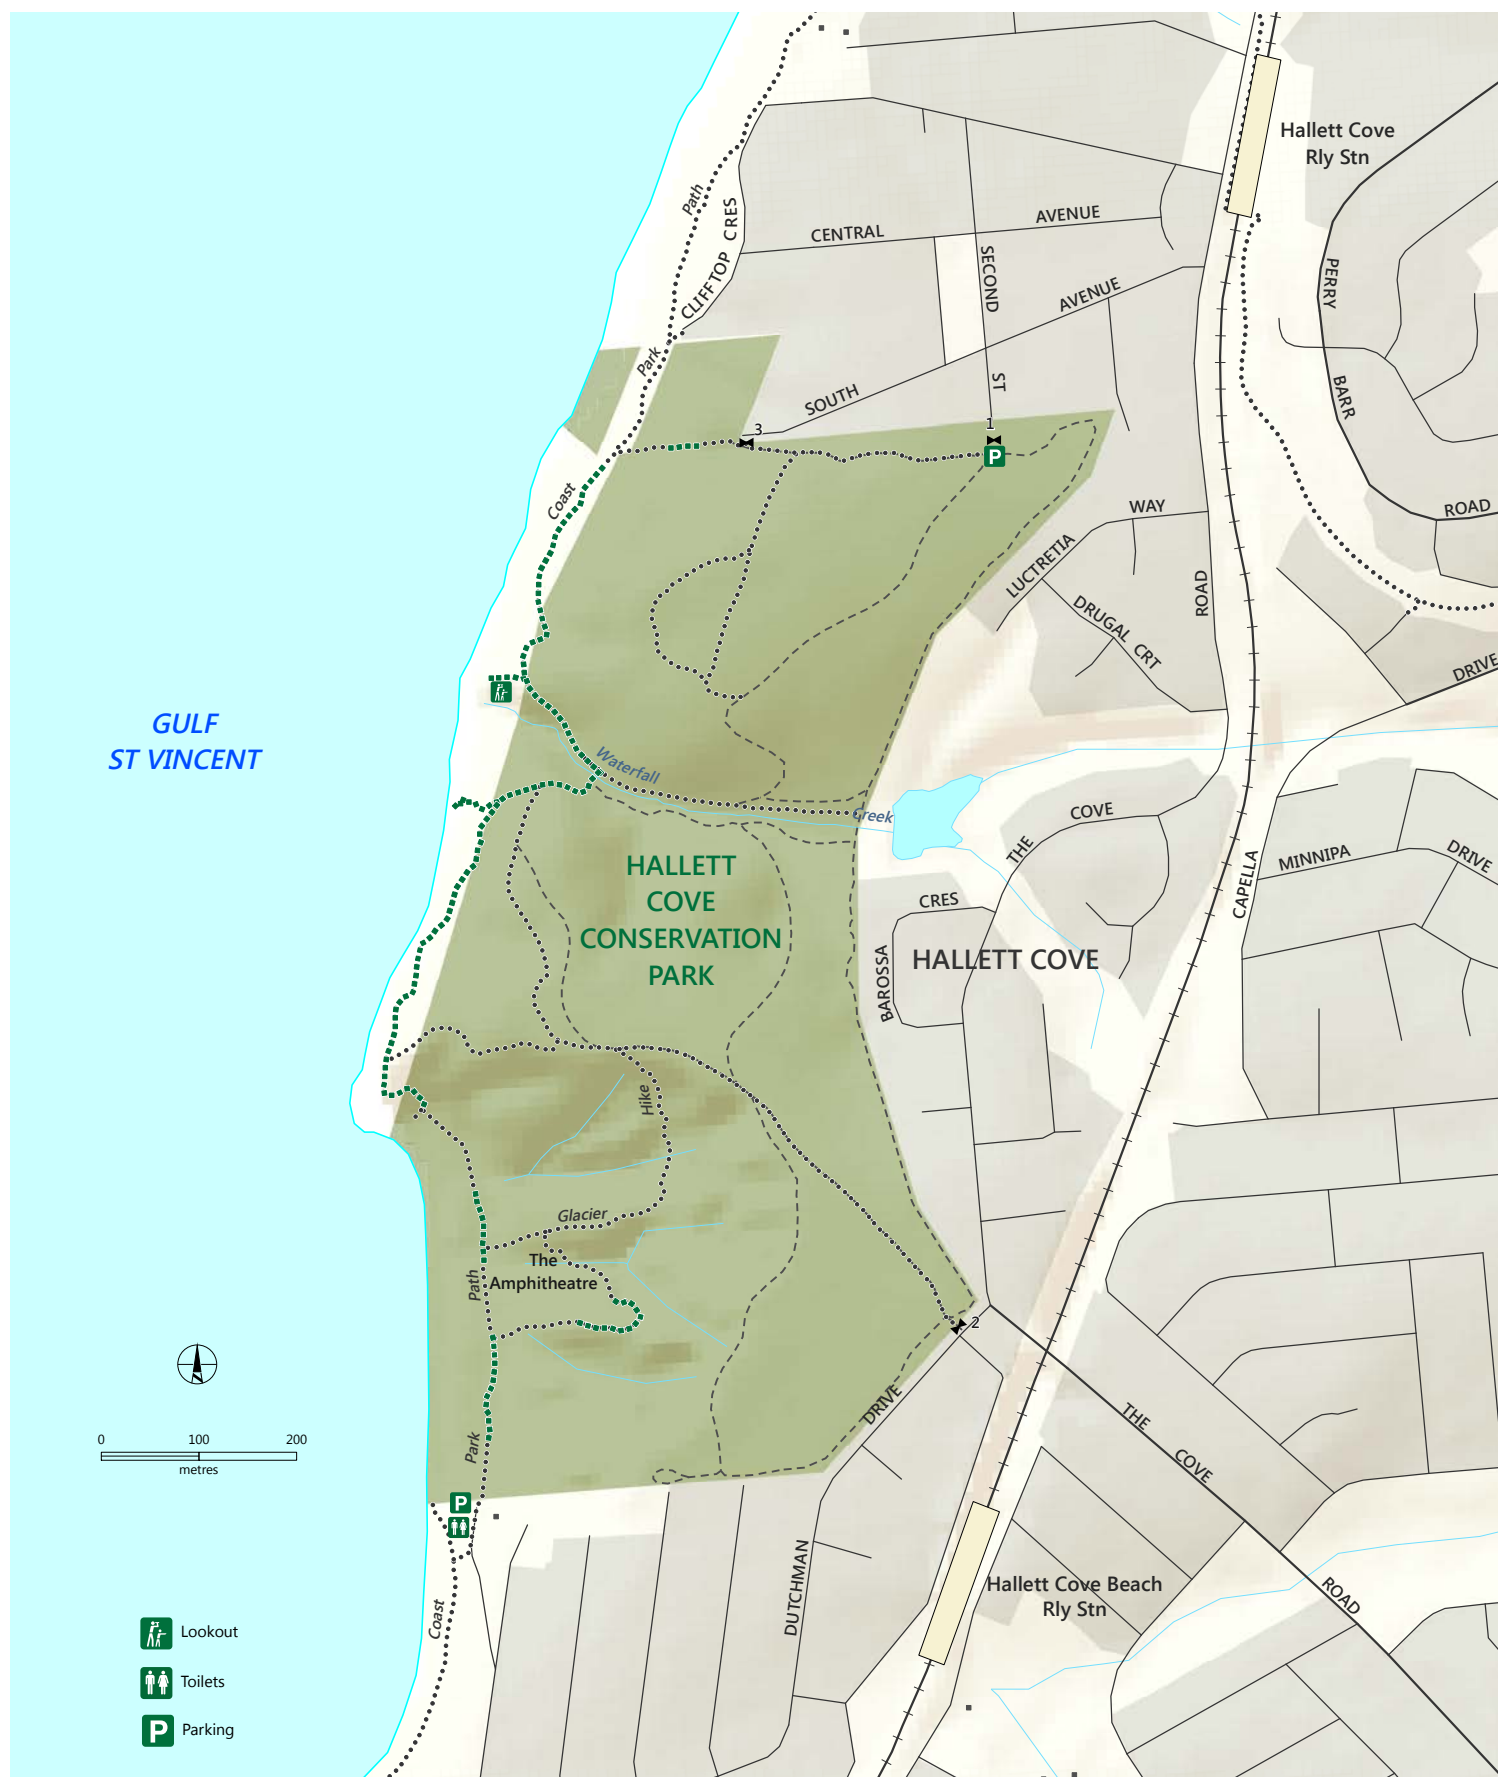 Hallett Cove
Rly Stn
Path
CLIFFTOP CRES
CENTRAL
AVENUE
SECOND
ST
AVENUE
SOUTH
PERRY
BARR
ROAD
Park
3
1
P
Coast
WAY
LUCTRETIA
DRUGAL CRT
ROAD
DRIVE
GULF
ST VINCENT
Waterfall
Creek
THE
COVE
CAPELLA
MINNIPA
DRIVE
HALLETT
COVE
CONSERVATION
PARK
CRES
BAROSSA
HALLETT COVE
Hike
Glacier
The
Amphitheatre
Path
2
DRIVE
THE
COVE
ROAD
Park
0 100 200
metres
P
DUTCHMAN
Hallett Cove Beach
Rly Stn
Coast
Lookout
Toilets
P Parking